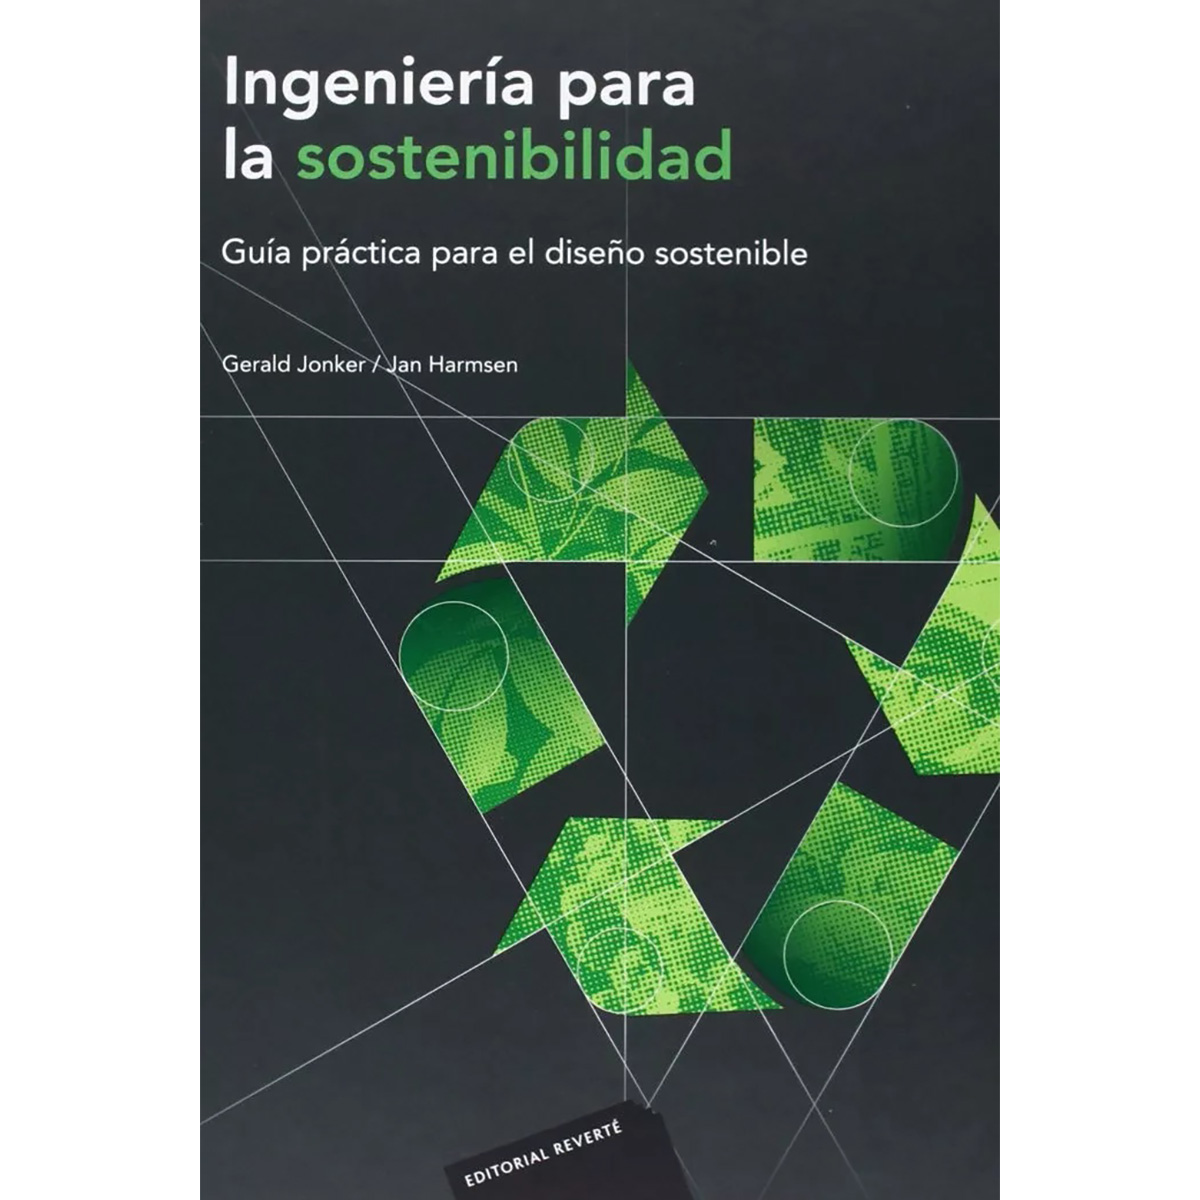 Ingeniería para
la sostenibilidad
Guía práctica para el diseño sostenible
Gerald Jonker / Jan Harmsen
EDITORIAL REVERTÉ